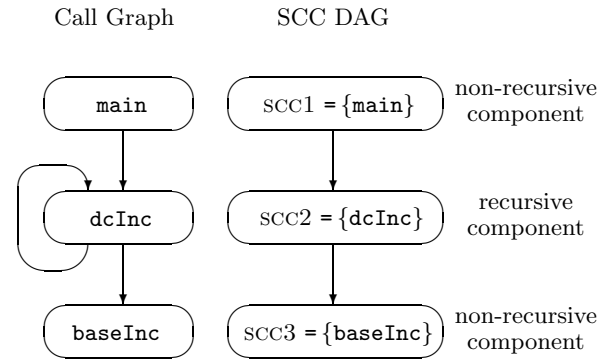 Call Graph SCC DAG
main SCC1 = {main} non-recursive
component
dcInc SCC2 = {dcInc} recursive
component
baseInc SCC3 = {baseInc} non-recursive
component